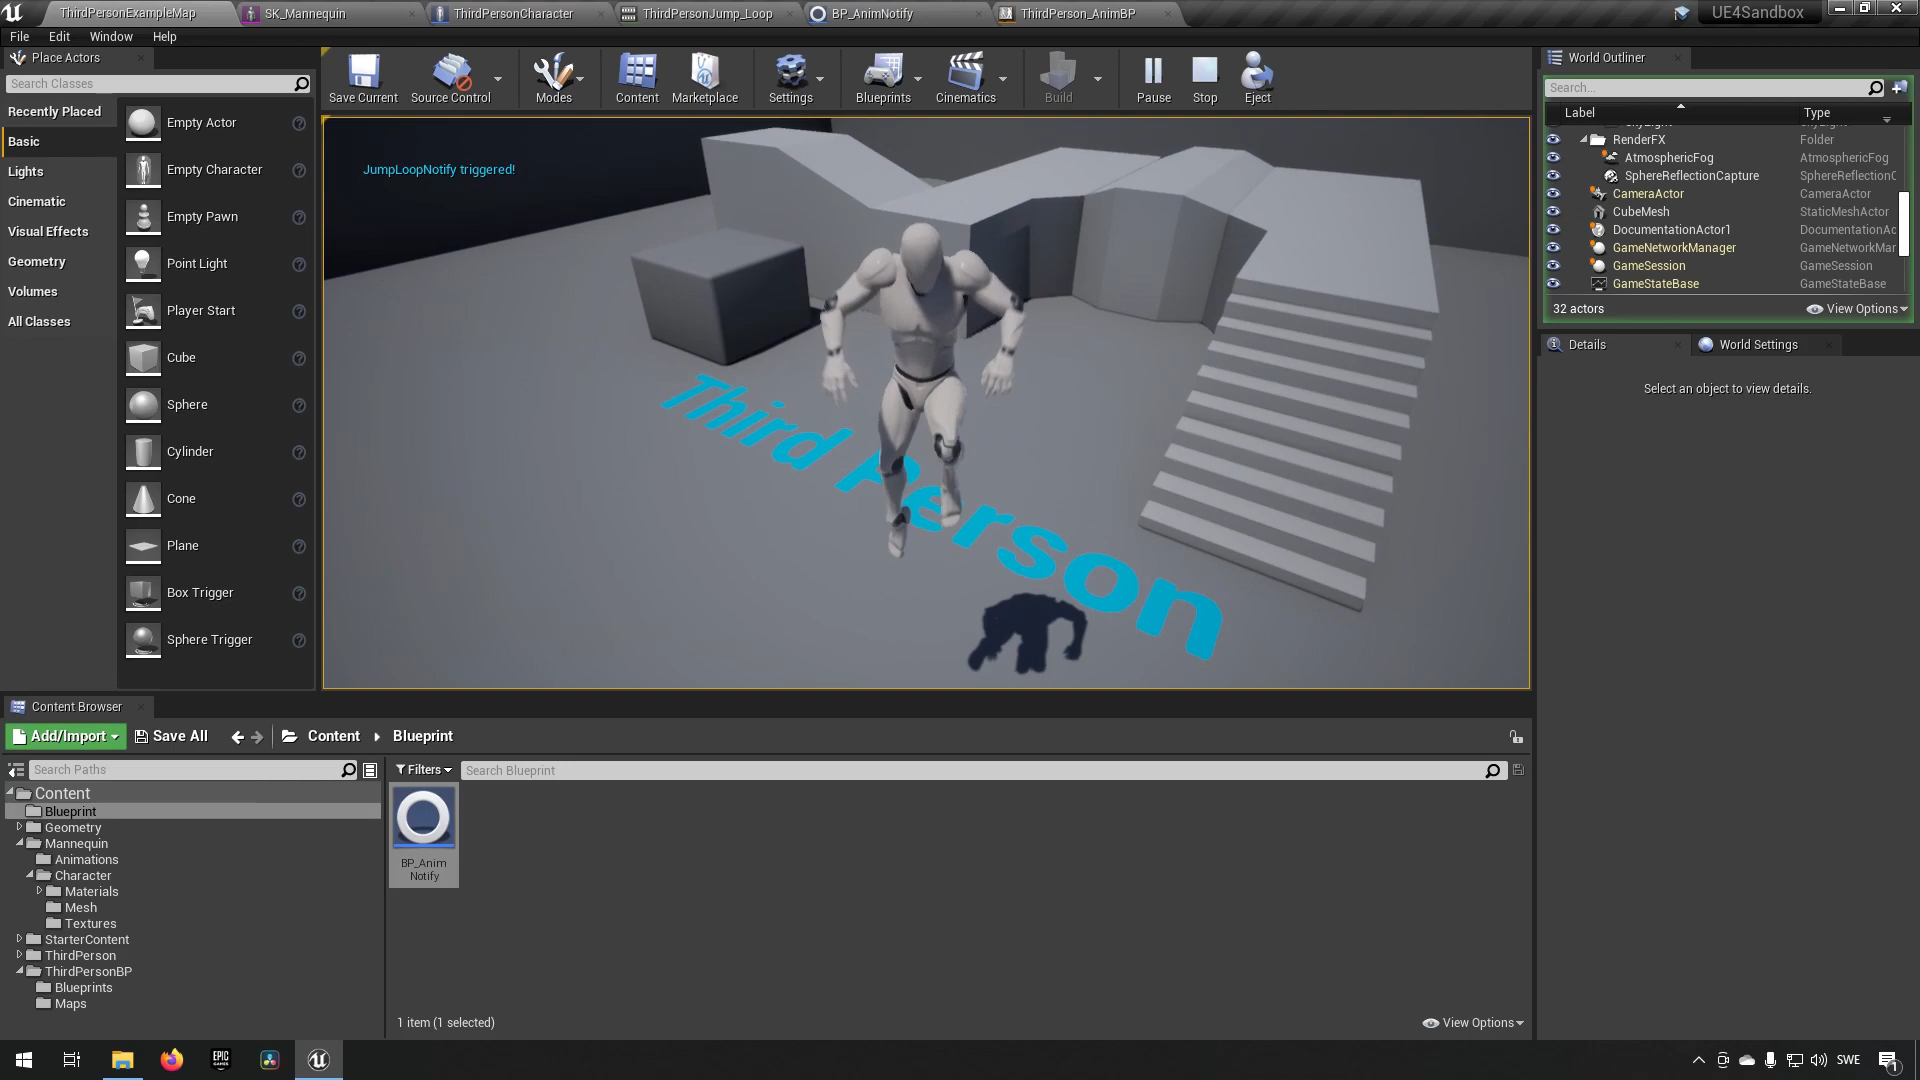 ThirdPersonExampleMap
SK_Mannequin
ThirdPersonCharacter
ThirdPersonJump_Loop
BP_AnimNotify
ThirdPerson_AnimBP
UE4Sandbox
File Edit Window Help
Place Actors
Search Classes
Recently Placed
Basic
Lights
Cinematic
Visual Effects
Geometry
Volumes
All Classes
Empty Actor
Empty Character
Empty Pawn
Point Light
Player Start
Cube
Sphere
Cylinder
Cone
Plane
Box Trigger
Sphere Trigger
Save Current
Source Control
Modes
Content
Marketplace
Settings
Blueprints
Cinematics
Build
Pause
Stop
Eject
JumpLoopNotify triggered!
Third Person
World Outliner
Search...
Label Type
RenderFX Folder
AtmosphericFog AtmosphericFog
SphereReflectionCapture SphereReflectionC
CameraActor CameraActor
CubeMesh StaticMeshActor
DocumentationActor1 DocumentationAc
GameNetworkManager GameNetworkMar
GameSession GameSession
GameStateBase GameStateBase
32 actors View Options
Details
World Settings
Select an object to view details.
Content Browser
Add/Import Save All Content Blueprint
Search Paths
Filters Search Blueprint
Content
Blueprint
Geometry
Mannequin
Animations
Character
Materials
Mesh
Textures
StarterContent
ThirdPerson
ThirdPersonBP
Blueprints
Maps
BP_Anim
Notify
1 item (1 selected) View Options
EPIC
GAMES
SWE
1